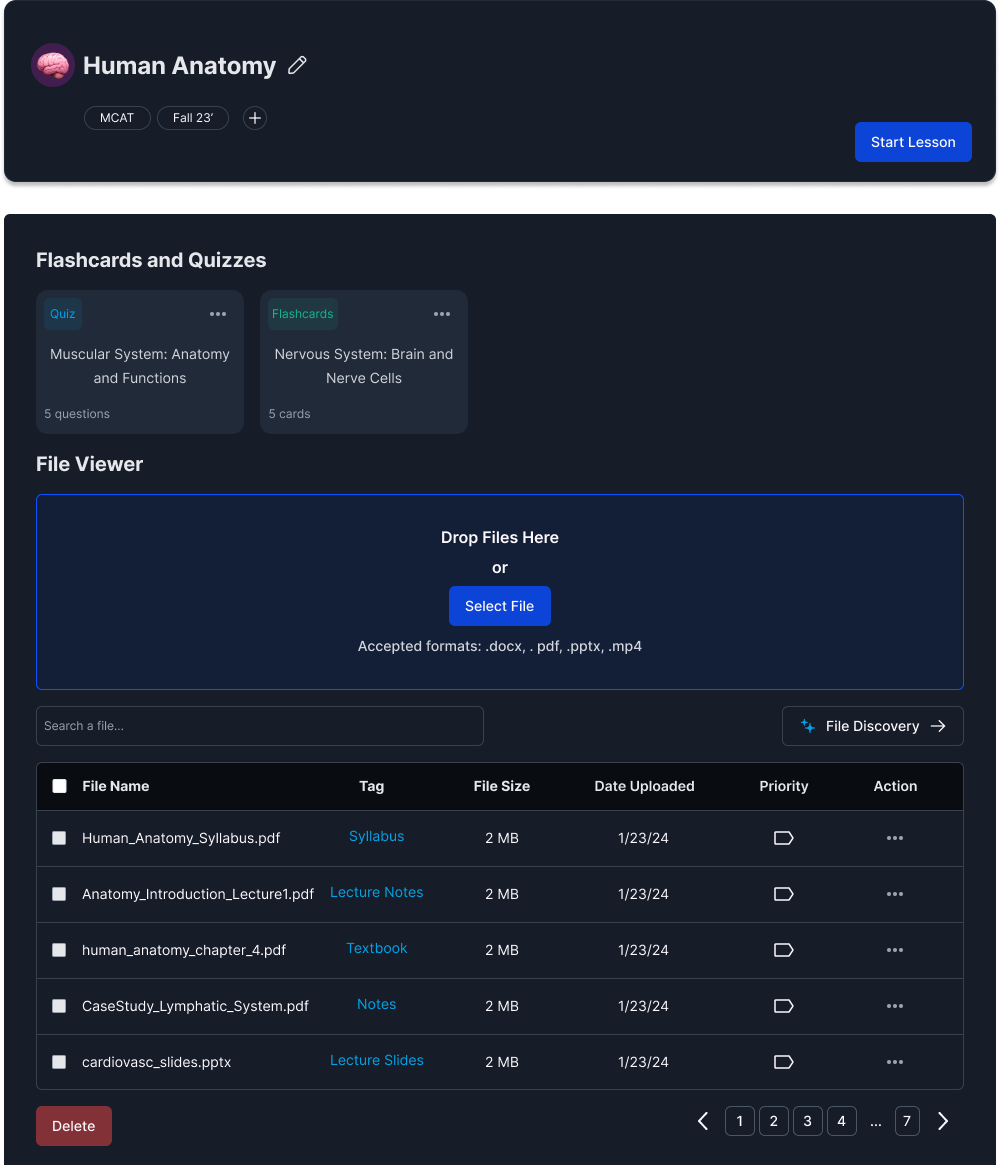 Human Anatomy
MCAT Fall 23’
Start Lesson
Flashcards and Quizzes
Quiz
Muscular System: Anatomy
and Functions
5 questions
Flashcards
Nervous System: Brain and
Nerve Cells
5 cards
File Viewer
Drop Files Here
or
Select File
Accepted formats: .docx, . pdf, .pptx, .mp4
Search a file...
File Discovery
File Name Tag File Size Date Uploaded Priority Action
Human_Anatomy_Syllabus.pdf Syllabus 2 MB 1/23/24
Anatomy_Introduction_Lecture1.pdf Lecture Notes 2 MB 1/23/24
human_anatomy_chapter_4.pdf Textbook 2 MB 1/23/24
CaseStudy_Lymphatic_System.pdf Notes 2 MB 1/23/24
cardiovasc_slides.pptx Lecture Slides 2 MB 1/23/24
Delete
1 2 3 4 ... 7